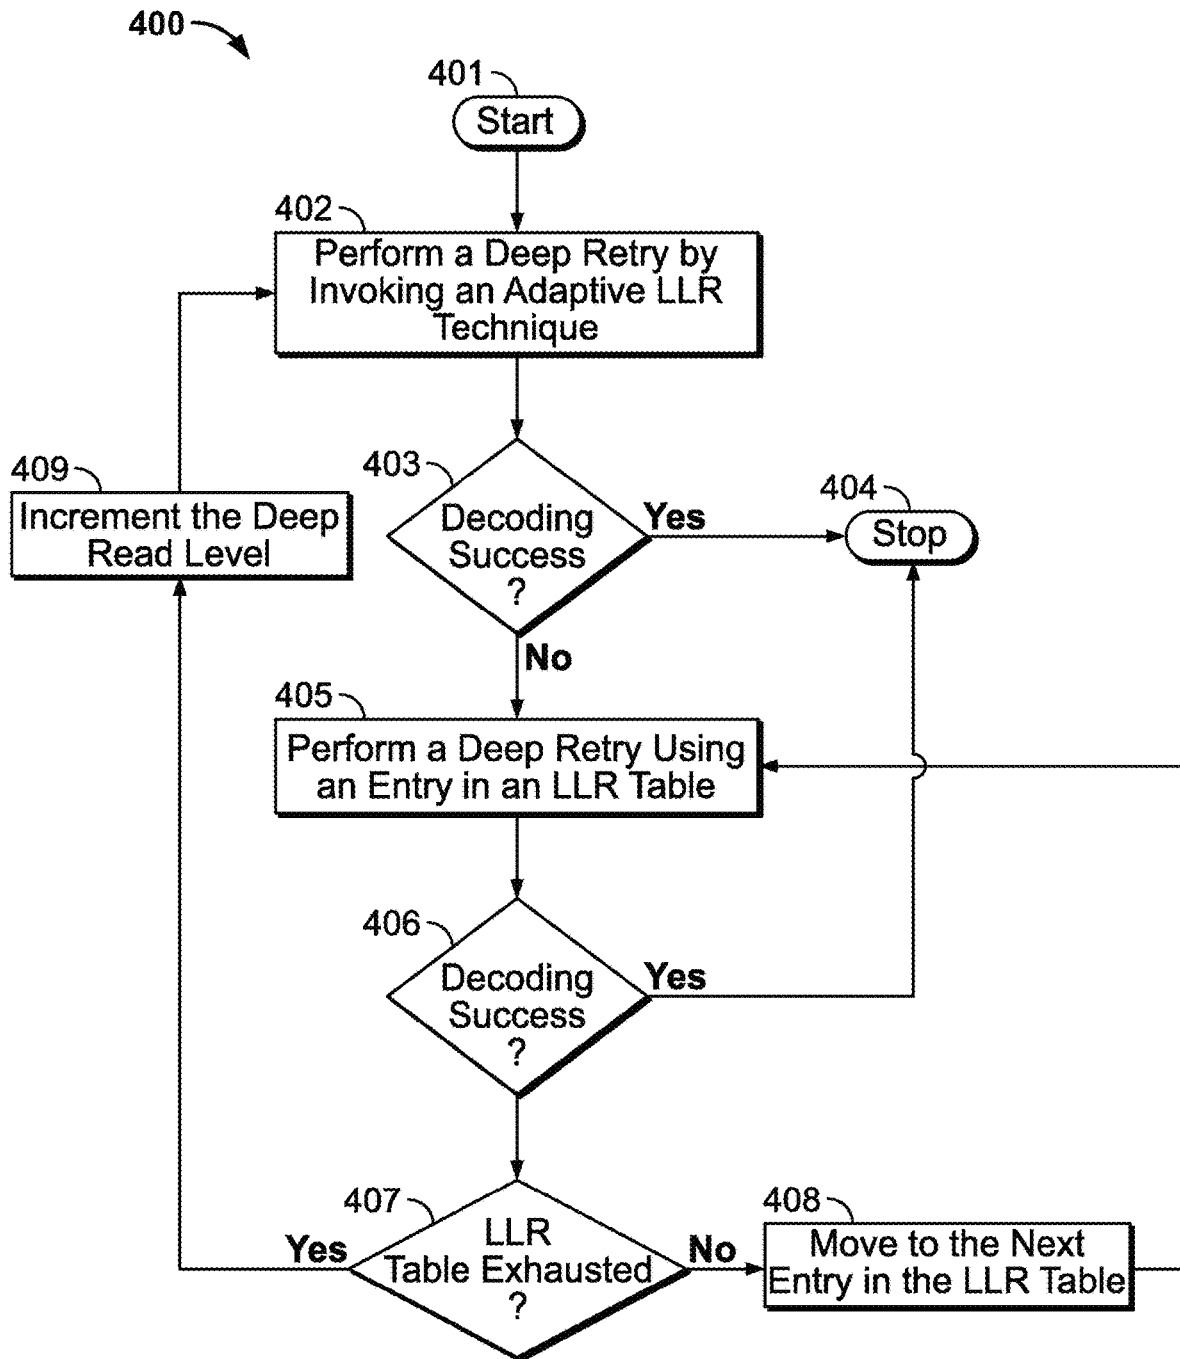 400
401
Start
402
Perform a Deep Retry by
Invoking an Adaptive LLR
Technique
403
Decoding
Success
?
Yes
404
Stop
409
Increment the Deep
Read Level
No
405
Perform a Deep Retry Using
an Entry in an LLR Table
406
Decoding
Success
?
Yes
407
LLR
Table Exhausted
?
Yes
No
408
Move to the Next
Entry in the LLR Table